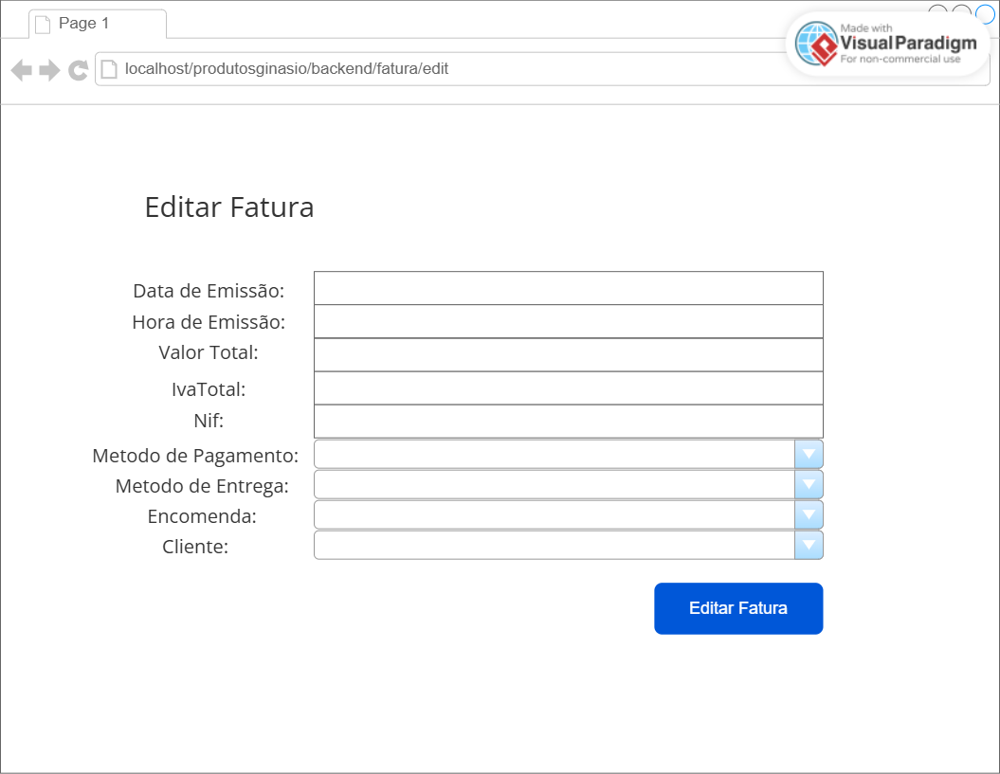 Page 1
Made with
Visual Paradigm
For non-commercial use
localhost/produtosginasio/backend/fatura/edit
Editar Fatura
Data de Emissão:
Hora de Emissão:
Valor Total:
IvaTotal:
Nif:
Metodo de Pagamento:
Metodo de Entrega:
Encomenda:
Cliente:
Editar Fatura